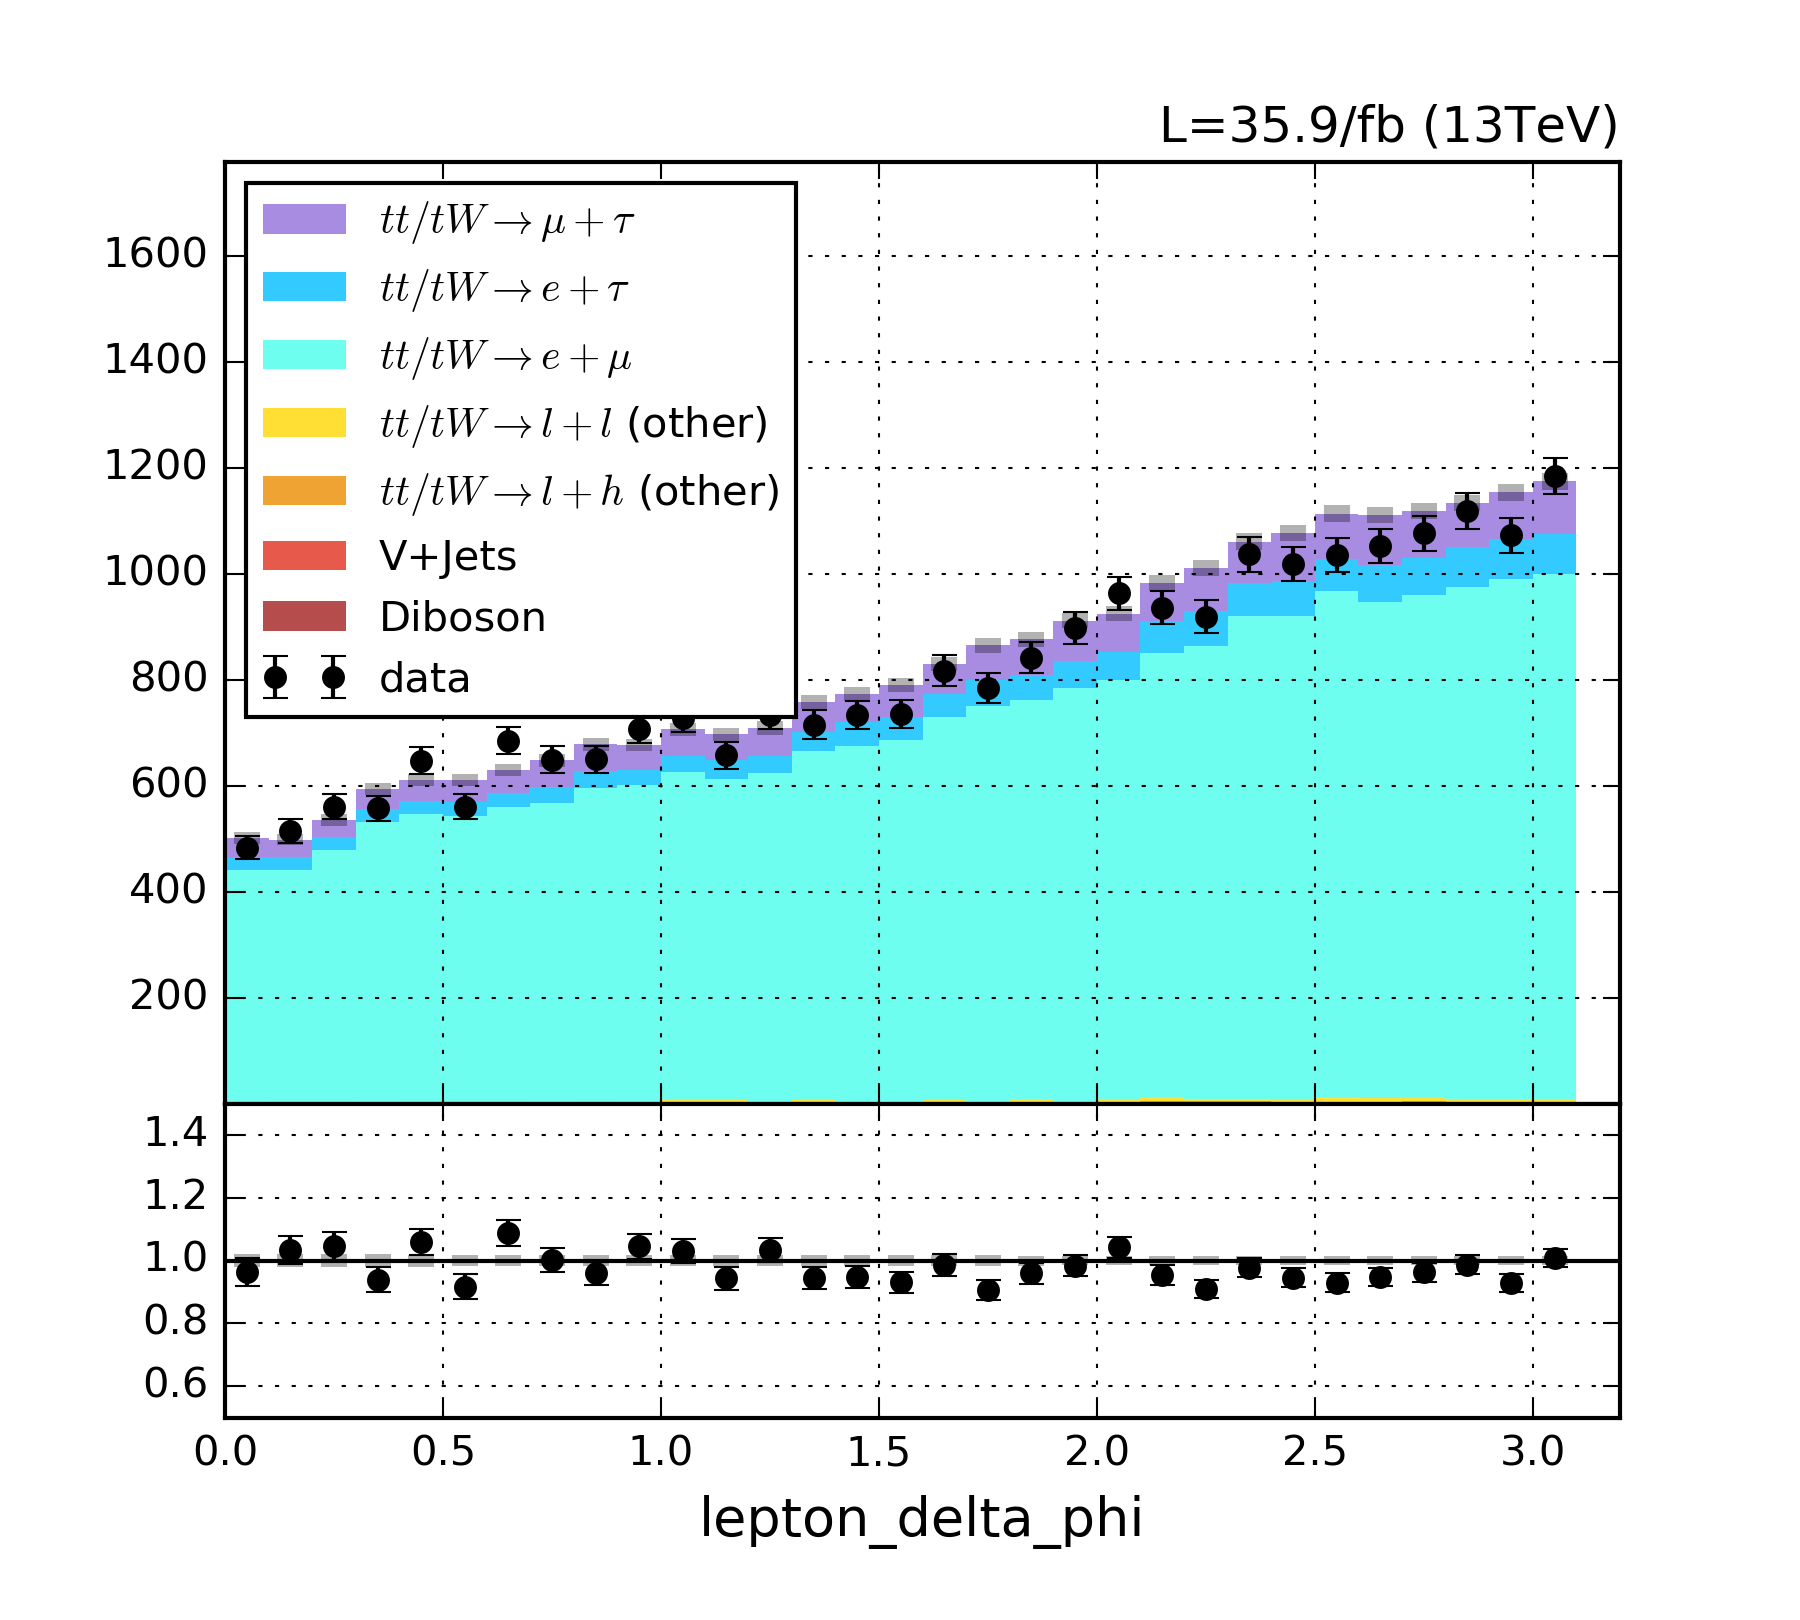 L=35.9/fb (13TeV)
1600
1400
1200
1000
800
600
400
200
tt/tW→μ+τ
tt/tW→e+τ
tt/tW→e+μ
tt/tW→l+l (other)
tt/tW→l+h (other)
V+Jets
Diboson
data
1.4
1.2
1.0
0.8
0.6
0.0 0.5 1.0 1.5 2.0 2.5 3.0
lepton_delta_phi